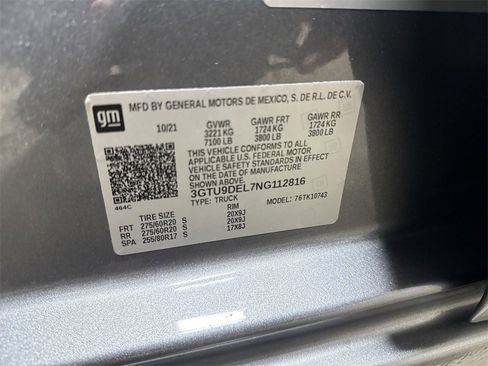 gm
MFD BY GENERAL MOTORS DE MEXICO, S. DE R.L. DE C.V.
10/21 GVWR GAWR FRT GAWR RR
3221 KG 1724 KG 1724 KG
7100 LB 3800 LB 3800 LB
THIS VEHICLE CONFORMS TO ALL
APPLICABLE U.S. FEDERAL MOTOR
VEHICLE SAFETY STANDARDS IN EFFECT ON
THE DATE OF MANUFACTURE SHOWN ABOVE.
3GTU9DEL7NG112816
464C TYPE: TRUCK MODEL: 76TK10743
TIRE SIZE RIM
FRT 275/60R20 S 20X9J
RR 275/60R20 S 20X9J
SPA 255/80R17 S 17X8J